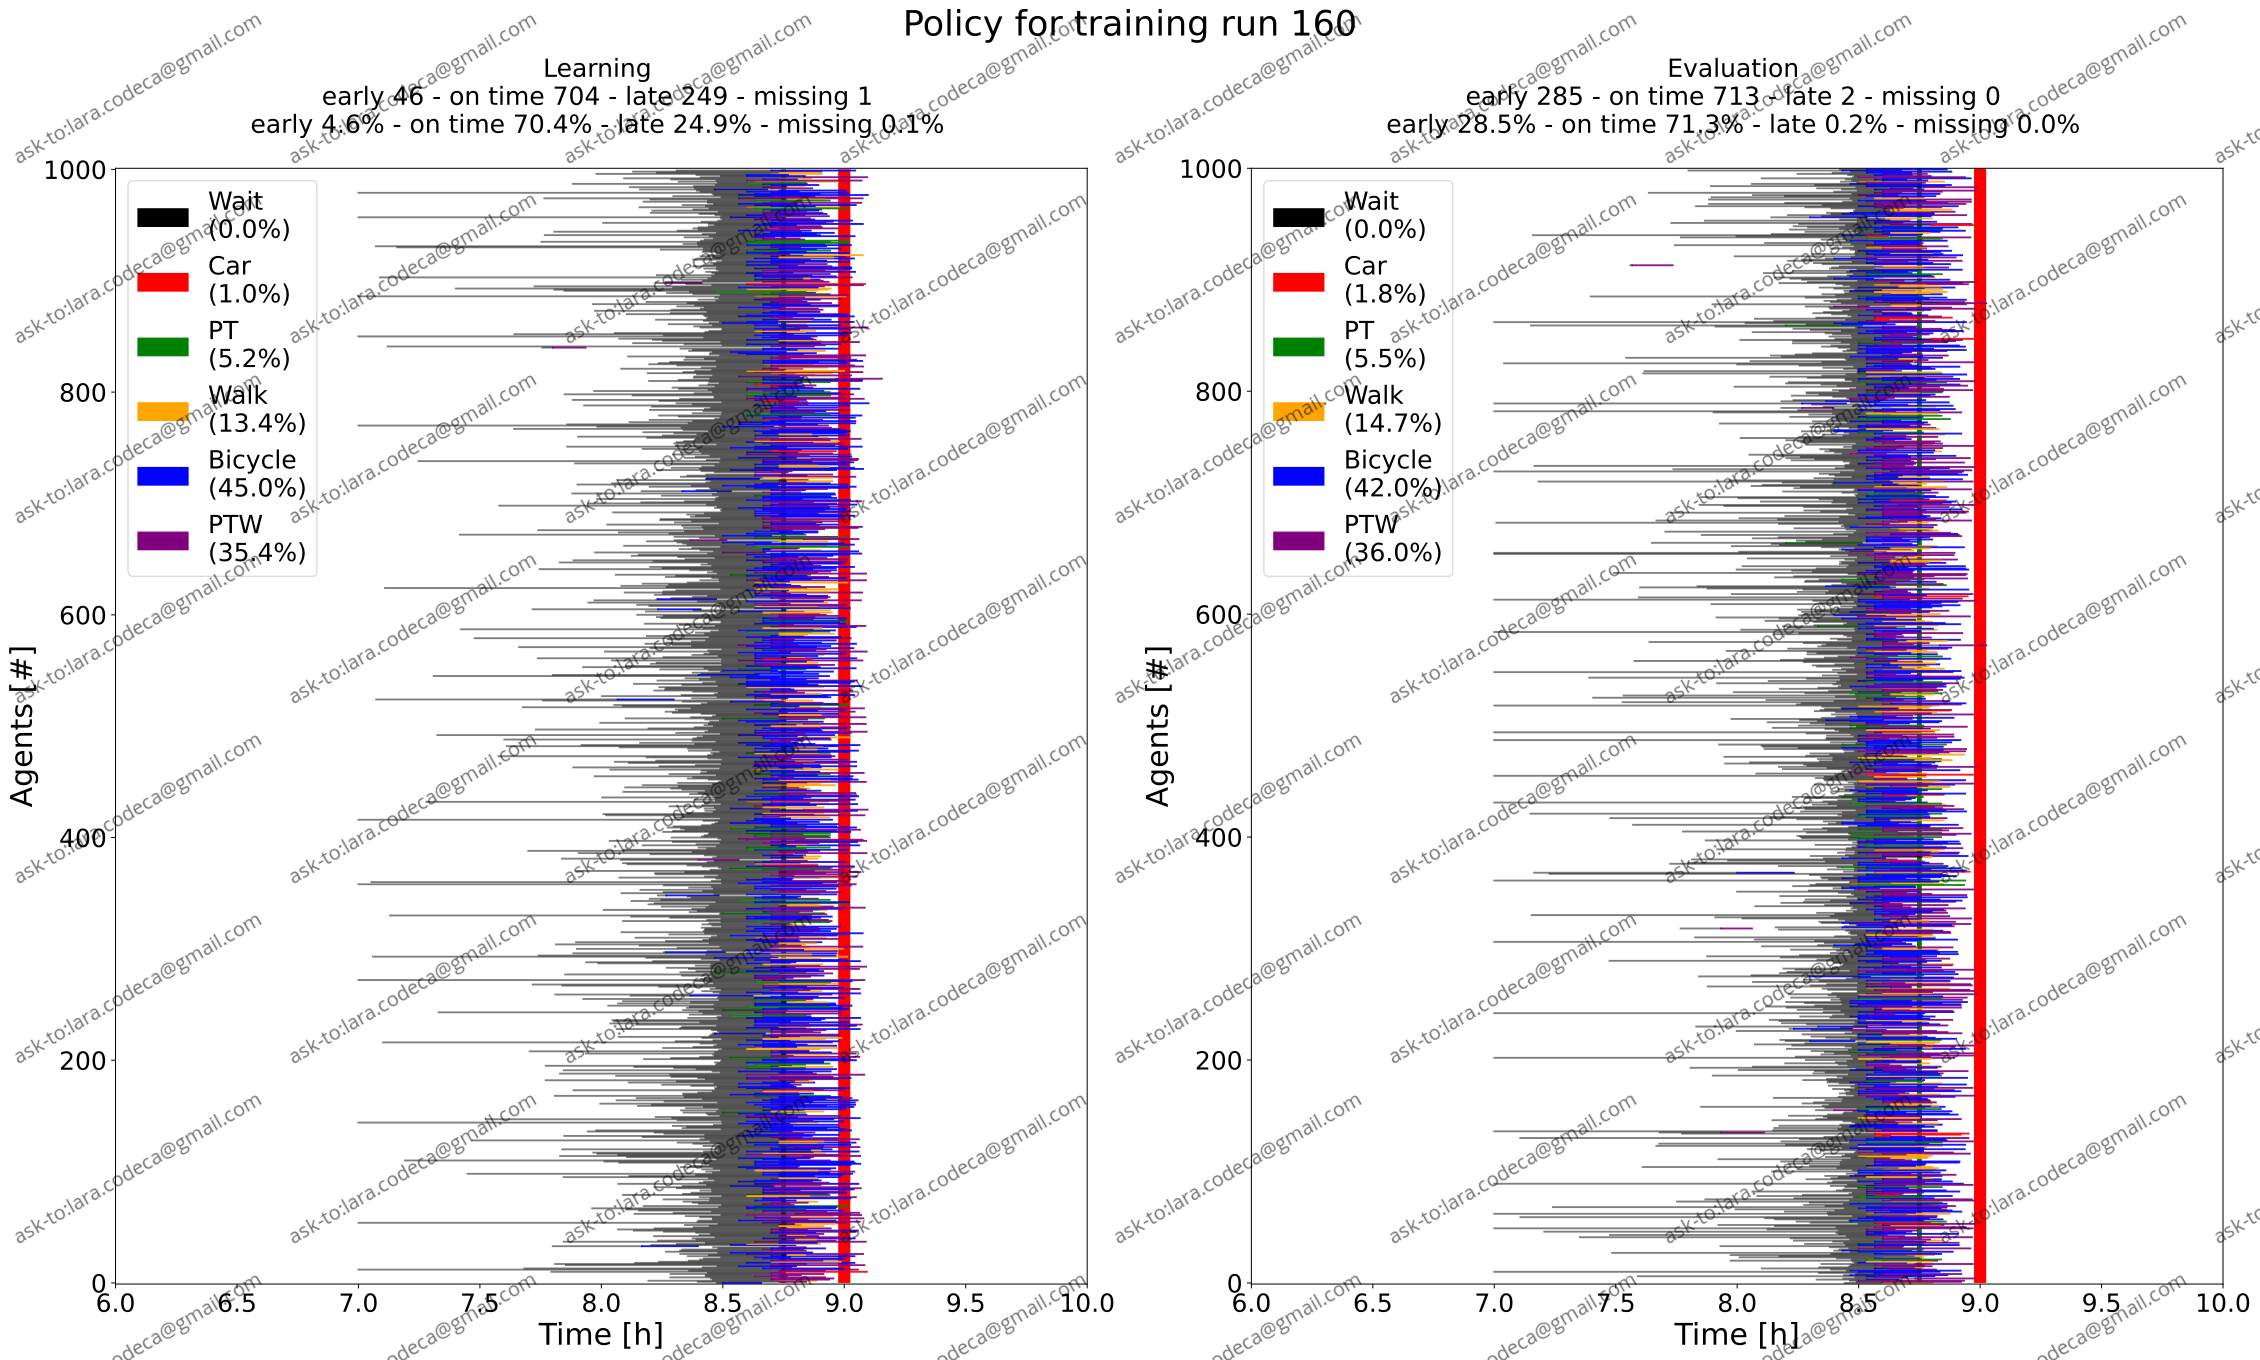 Policy for training run 160
Learning
early 46 - on time 704 - late 249 - missing 1
early 4.6% - on time 70.4% - late 24.9% - missing 0.1%
1000
800
600
400
200
0
Agents [#]
Wait
(0.0%)
Car
(1.0%)
PT
(5.2%)
Walk
(13.4%)
Bicycle
(45.0%)
PTW
(35.4%)
6.0 6.5 7.0 7.5 8.0 8.5 9.0 9.5 10.0
Time [h]
Evaluation
early 285 - on time 713 - late 2 - missing 0
early 28.5% - on time 71.3% - late 0.2% - missing 0.0%
1000
800
600
400
200
0
Agents [#]
Wait
(0.0%)
Car
(1.8%)
PT
(5.5%)
Walk
(14.7%)
Bicycle
(42.0%)
PTW
(36.0%)
6.0 6.5 7.0 7.5 8.0 8.5 9.0 9.5 10.0
Time [h]
ask-to:lara.codeca@gmail.com